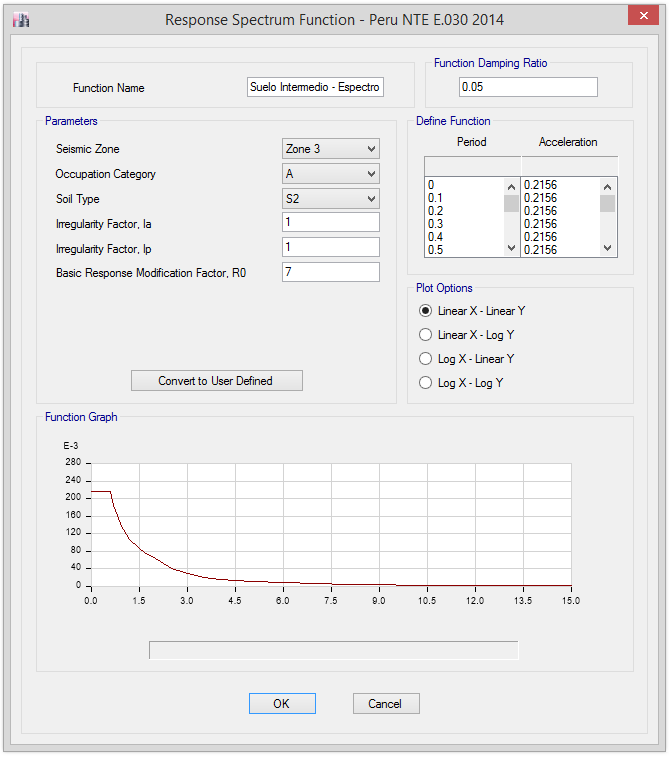 Response Spectrum Function - Peru NTE E.030 2014
Function Name
Suelo Intermedio - Espectro
Function Damping Ratio
0.05
Parameters
Seismic Zone
Zone 3
Occupation Category
A
Soil Type
S2
Irregularity Factor, Ia
1
Irregularity Factor, Ip
1
Basic Response Modification Factor, R0
7
Convert to User Defined
Define Function
Period Acceleration
0 0.2156
0.1 0.2156
0.2 0.2156
0.3 0.2156
0.4 0.2156
0.5 0.2156
Plot Options
Linear X - Linear Y
Linear X - Log Y
Log X - Linear Y
Log X - Log Y
Function Graph
E-3
280
240
200
160
120
80
40
0
0.0 1.5 3.0 4.5 6.0 7.5 9.0 10.5 12.0 13.5 15.0
OK Cancel